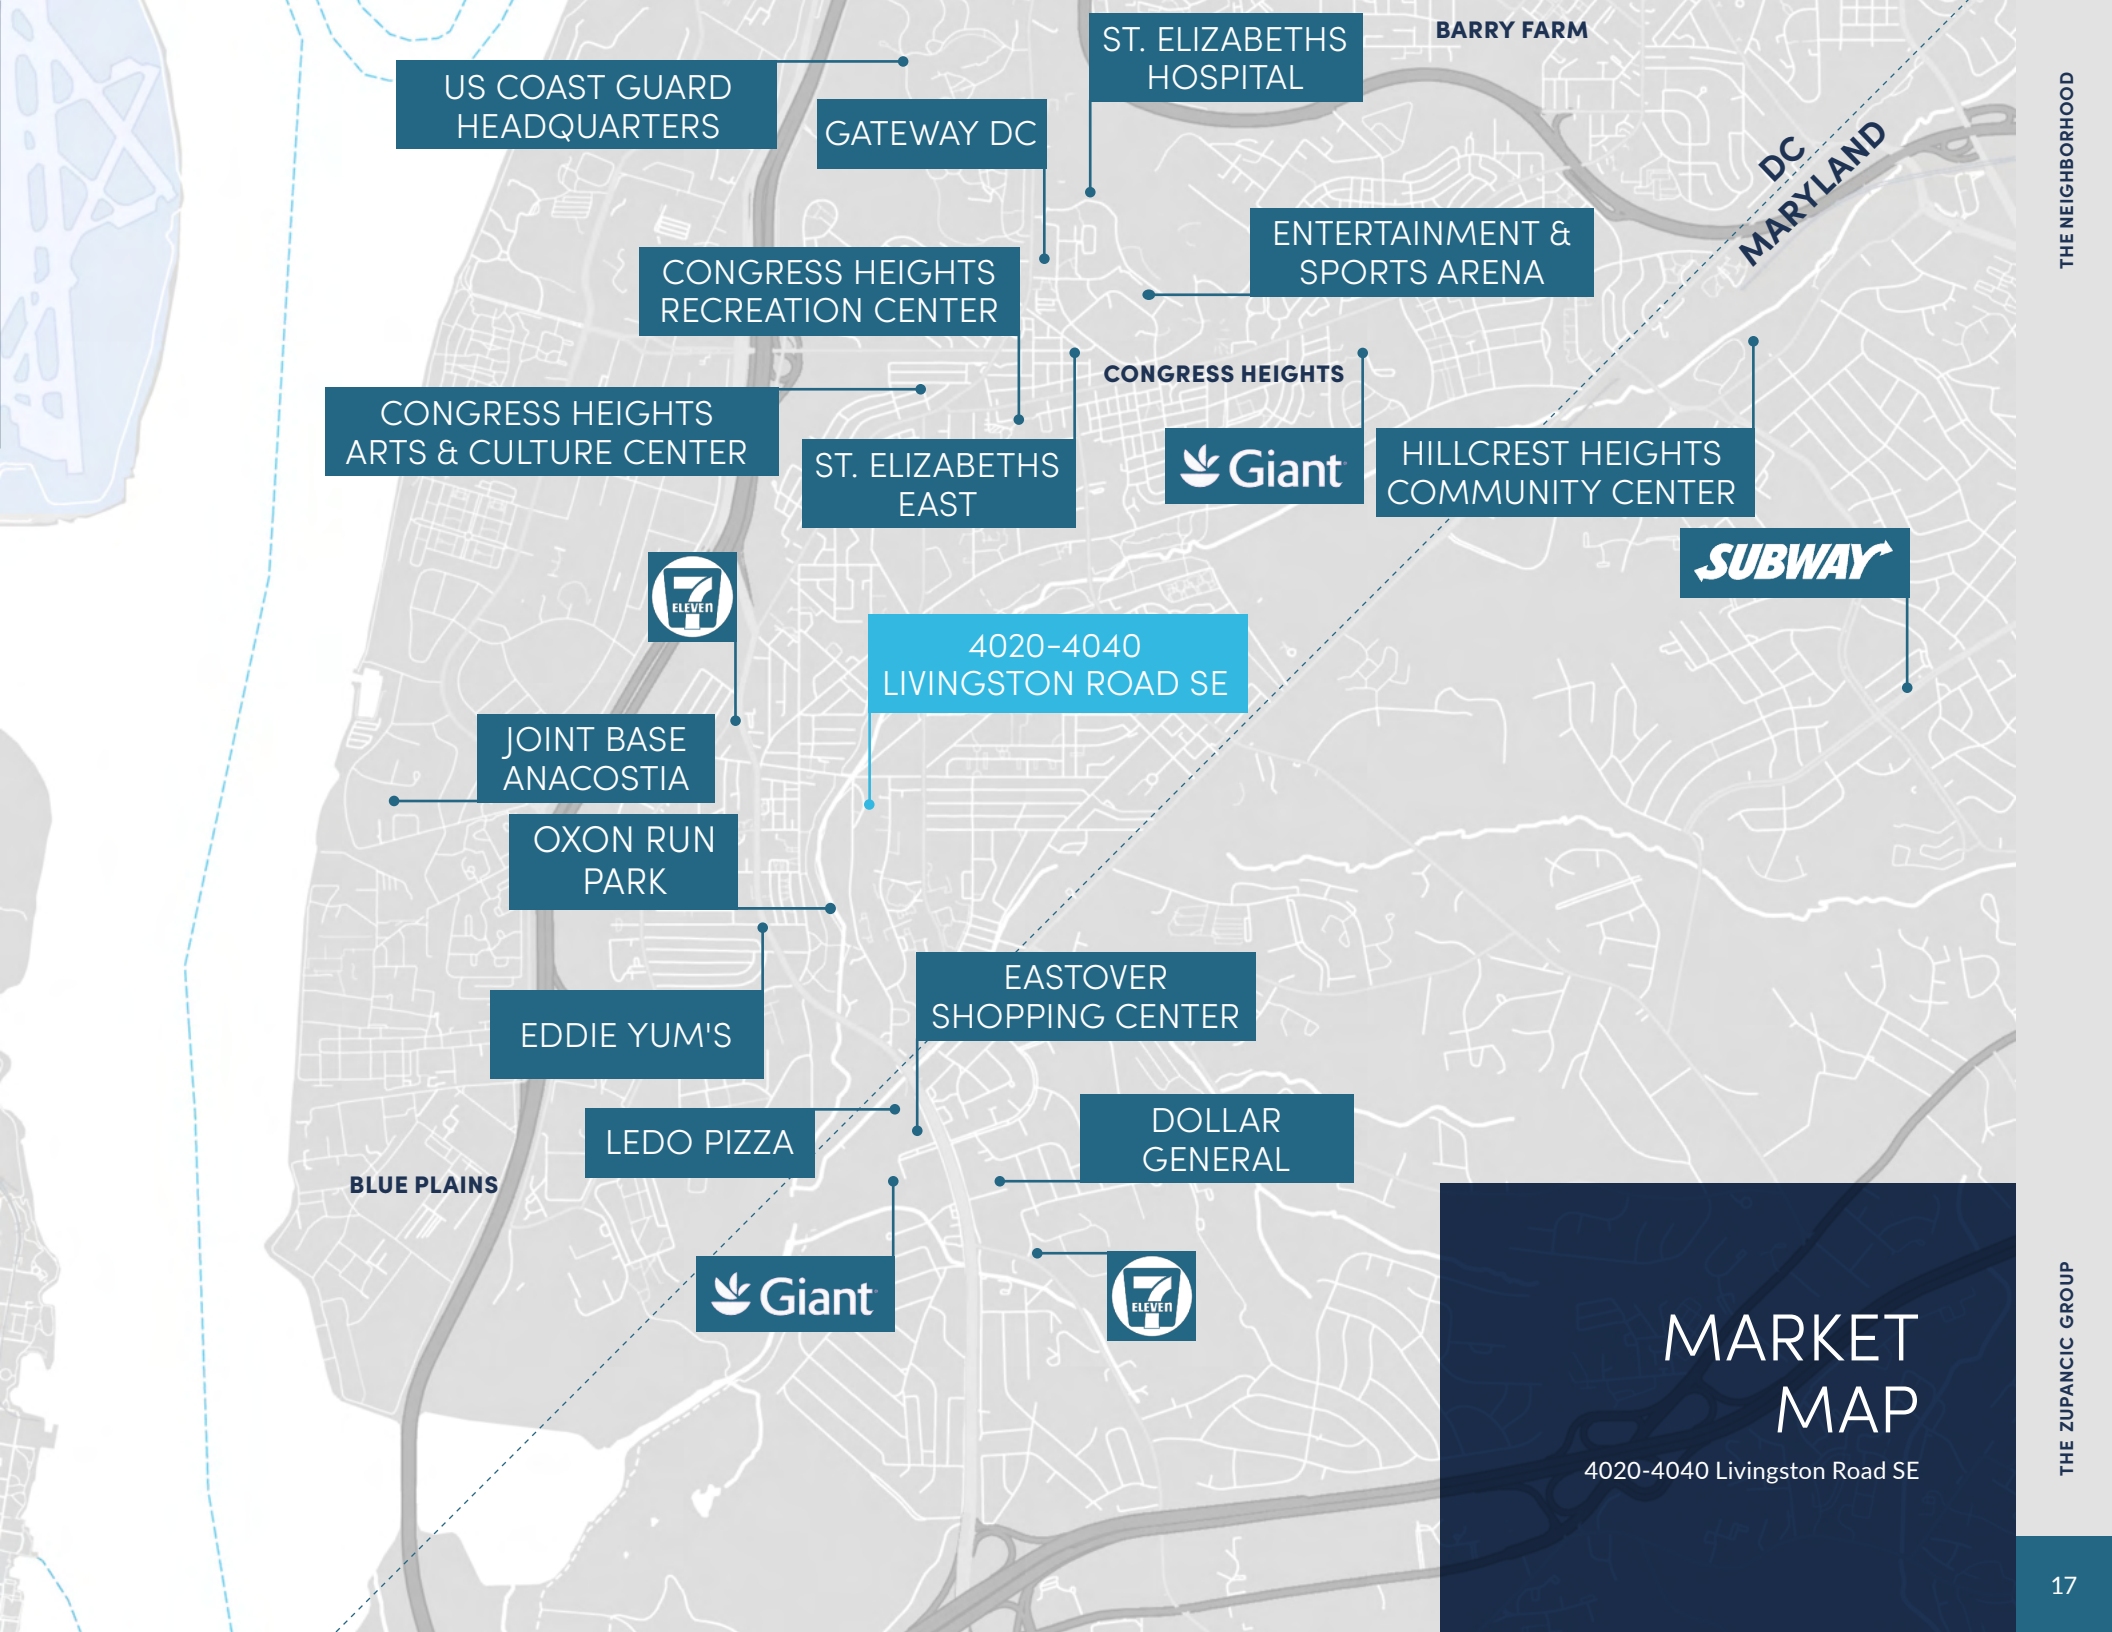 ST. ELIZABETHS
HOSPITAL
BARRY FARM
US COAST GUARD
HEADQUARTERS
GATEWAY DC
DC
MARYLAND
ENTERTAINMENT &
SPORTS ARENA
CONGRESS HEIGHTS
RECREATION CENTER
CONGRESS HEIGHTS
CONGRESS HEIGHTS
ARTS & CULTURE CENTER
ST. ELIZABETHS
EAST
Giant
HILLCREST HEIGHTS
COMMUNITY CENTER
SUBWAY
7
ELEVEn
4020-4040
LIVINGSTON ROAD SE
JOINT BASE
ANACOSTIA
OXON RUN
PARK
EASTOVER
SHOPPING CENTER
EDDIE YUM'S
LEDO PIZZA
DOLLAR
GENERAL
BLUE PLAINS
Giant
7
ELEVEn
MARKET
MAP
4020-4040 Livingston Road SE
THE NEIGHBORHOOD
THE ZUPANCIC GROUP
17